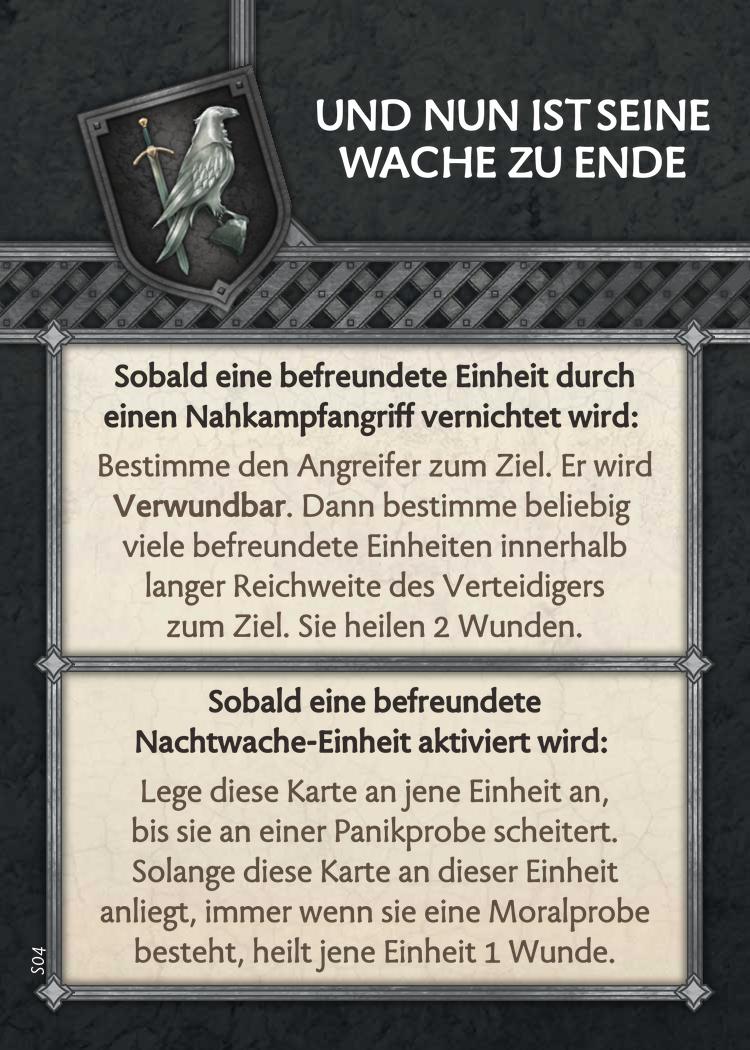 UND NUN IST SEINE
WACHE ZU ENDE
Sobald eine befreundete Einheit durch
einen Nahkampfangriff vernichtet wird:
Bestimme den Angreifer zum Ziel. Er wird
Verwundbar. Dann bestimme beliebig
viele befreundete Einheiten innerhalb
langer Reichweite des Verteidigers
zum Ziel. Sie heilen 2 Wunden.
Sobald eine befreundete
Nachtwache-Einheit aktiviert wird:
Lege diese Karte an jene Einheit an,
bis sie an einer Panikprobe scheitert.
Solange diese Karte an dieser Einheit
anliegt, immer wenn sie eine Moralprobe
besteht, heilt jene Einheit 1 Wunde.
S04